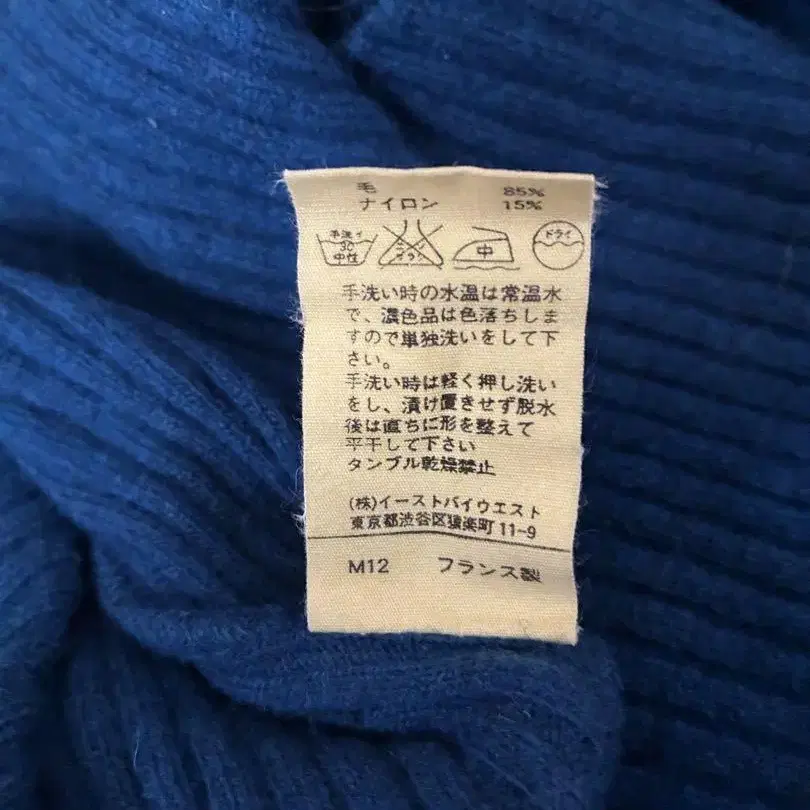 毛 85%
ナイロン 15%
手洗イ 30 中性 エンソサラシ 中 ドライ
手洗い時の水温は常温水
で、濃色品は色落ちしま
すので単独洗いをして下
さい。
手洗い時は軽く押し洗い
をし、漬け置きせず脱水
後は直ちに形を整えて
平干して下さい
タンブル乾燥禁止
(株)イーストバイウエスト
東京都渋谷区猿楽町11-9
M12 フランス製